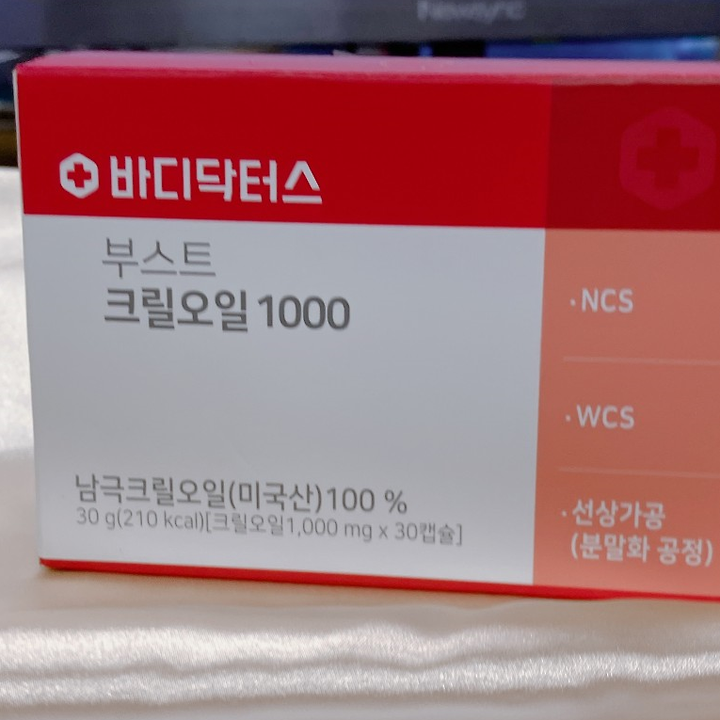 바디닥터스
부스트
크릴오일 1000
남극크릴오일(미국산)100 %
30 g(210 kcal)[크릴오일1,000 mg x 30캡슐]
·NCS
·WCS
·선상가공
(분말화 공정)